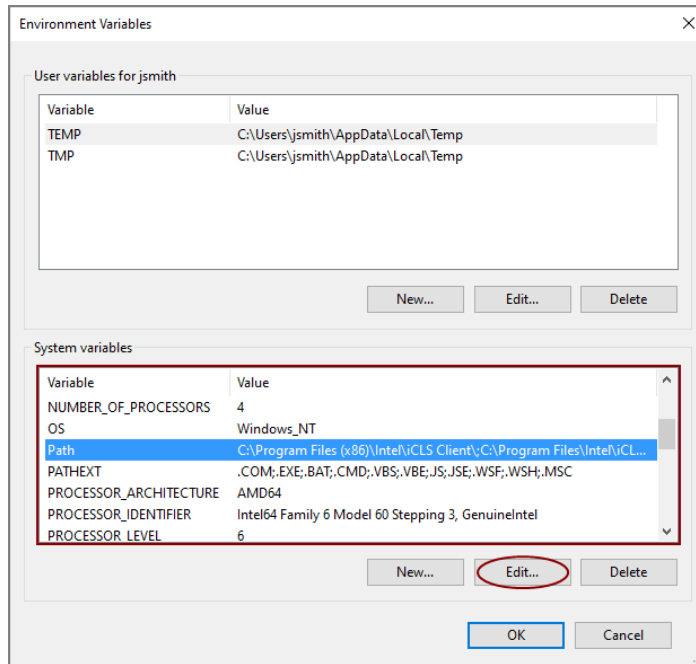 Environment Variables
User variables for jsmith
Variable Value
TEMP C:\Users\jsmith\AppData\Local\Temp
TMP C:\Users\jsmith\AppData\Local\Temp
New... Edit... Delete
System variables
Variable Value
NUMBER_OF_PROCESSORS 4
OS Windows_NT
Path C:\Program Files (x86)\Intel\iCLS Client\;C:\Program Files\Intel\iCL...
PATHEXT .COM;.EXE;.BAT;.CMD;.VBS;.VBE;.JS;.JSE;.WSF;.WSH;.MSC
PROCESSOR_ARCHITECTURE AMD64
PROCESSOR_IDENTIFIER Intel64 Family 6 Model 60 Stepping 3, GenuineIntel
PROCESSOR_LEVEL 6
New... Edit... Delete
OK Cancel